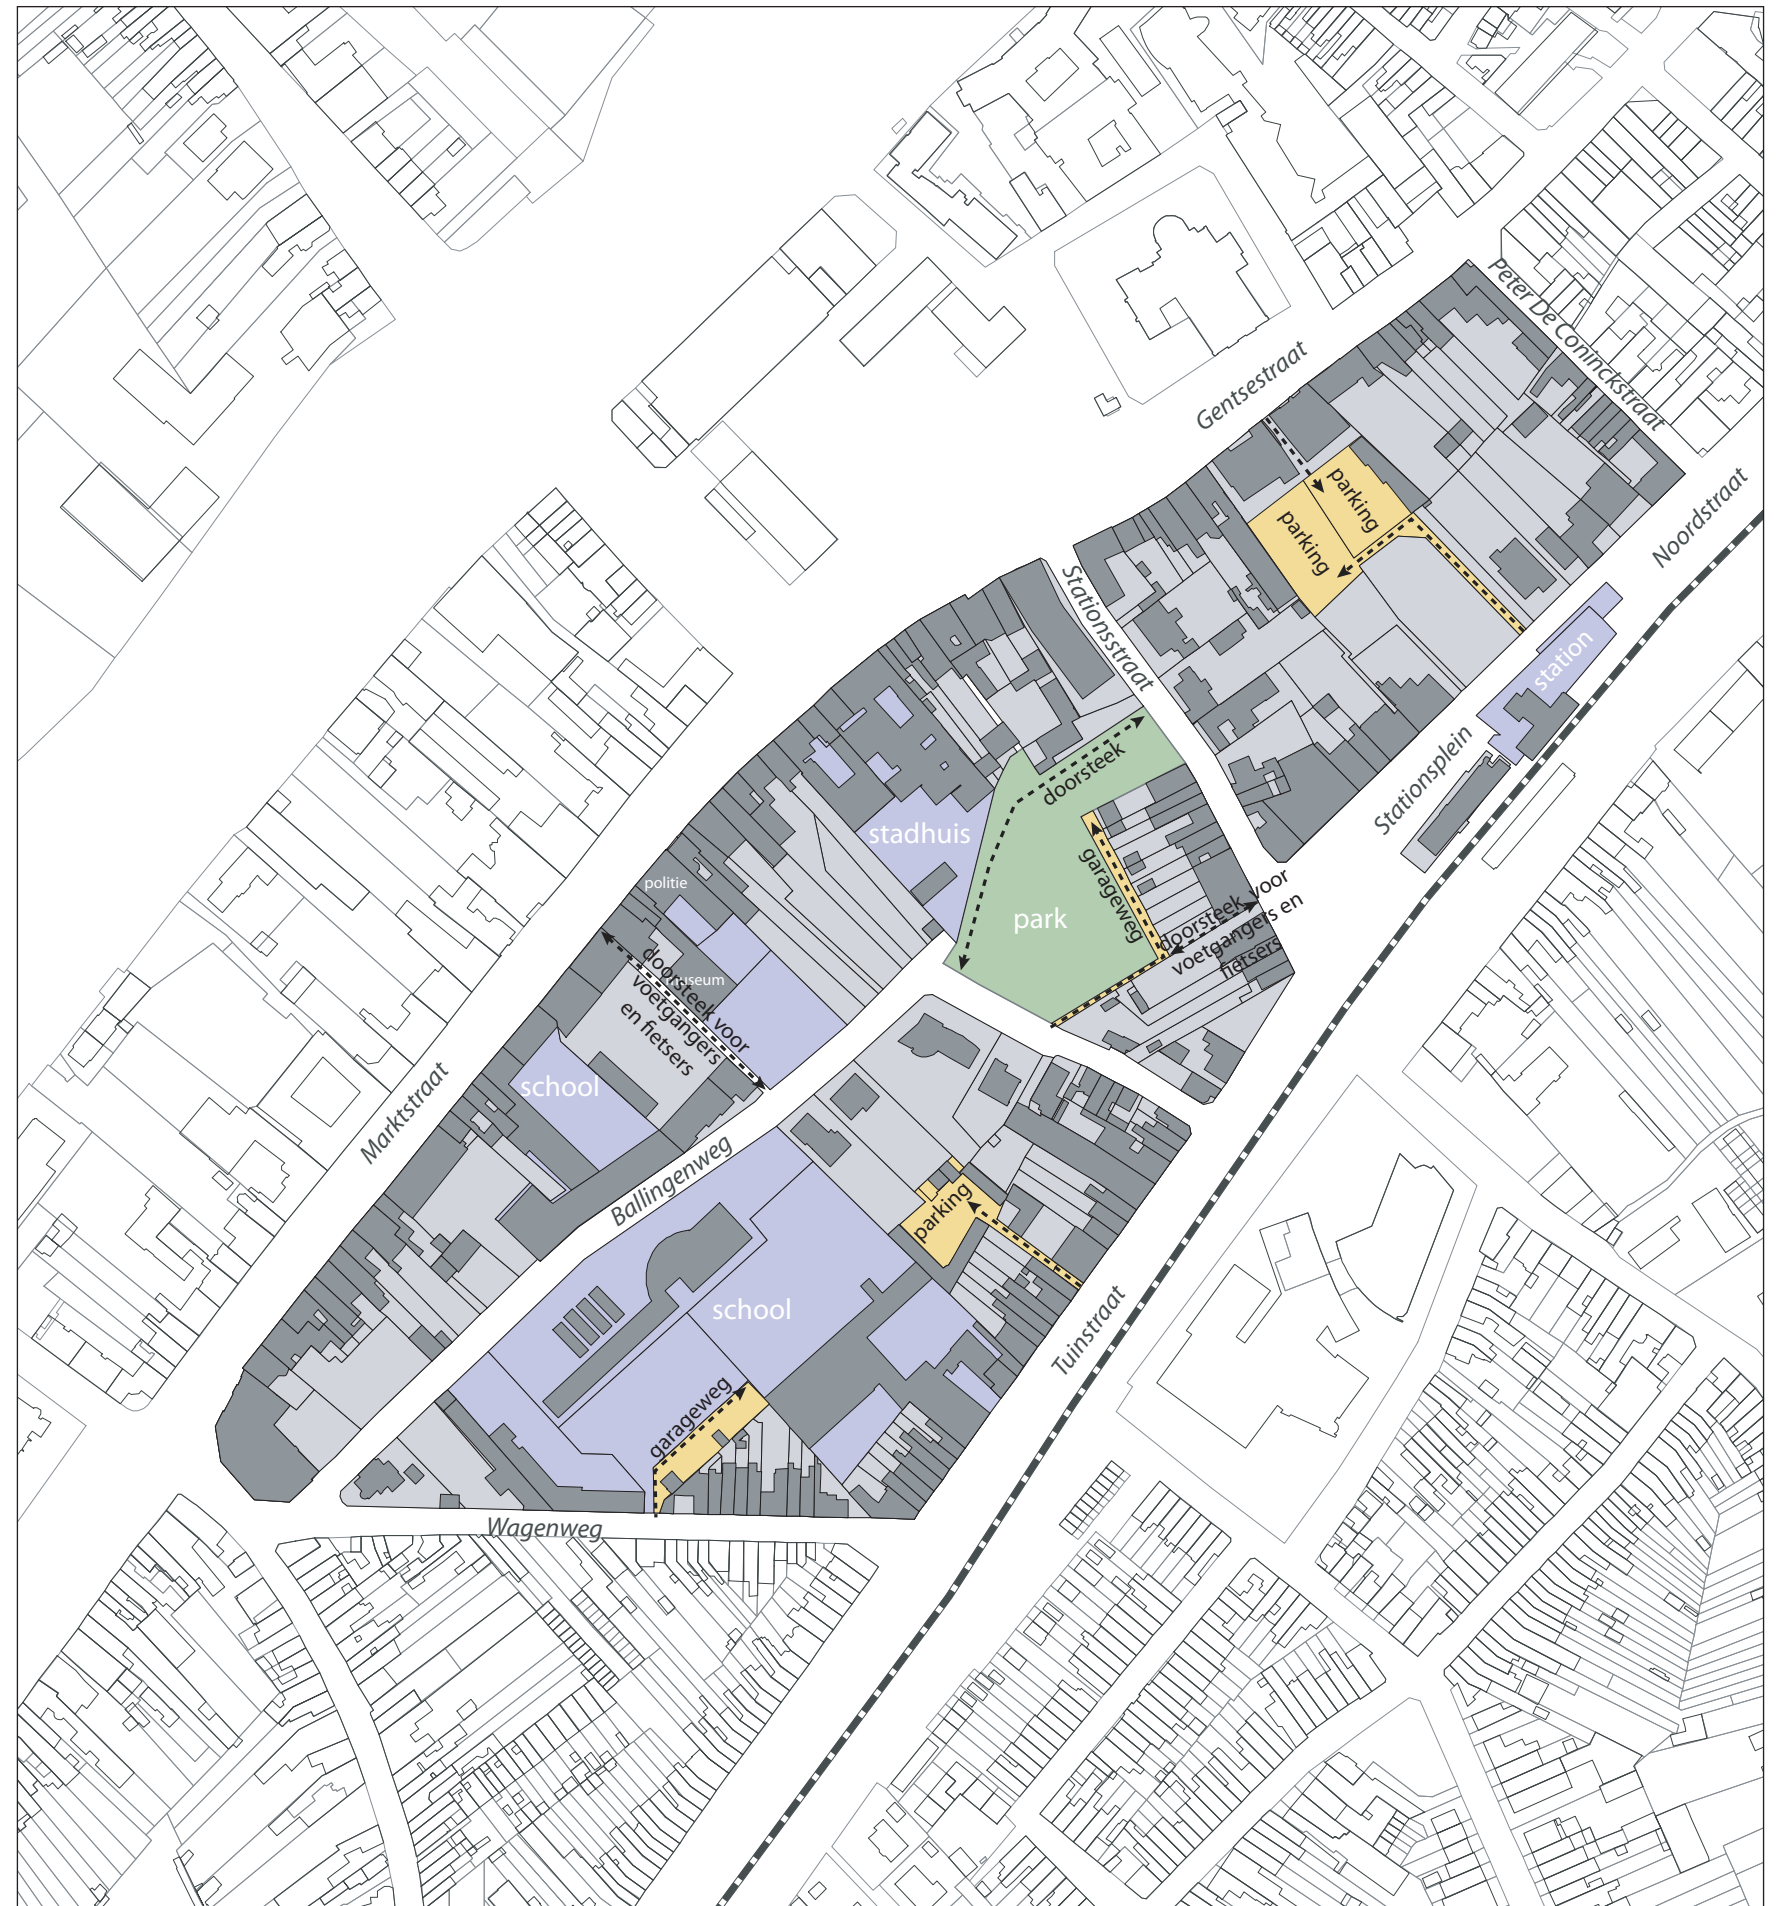 Peter De Coninckstraat
Gentsestraat
Noordstraat
parking
parking
Stationsstraat
station
Stationsplein
doorsteek
stadhuis
garageweg
park
politie
doorsteek voor
voetgangers en
fietsers
museum
doorsteek voor
voetgangers
en fietsers
school
Marktstraat
Ballingenweg
parking
school
Tuinstraat
garageweg
Wagenweg